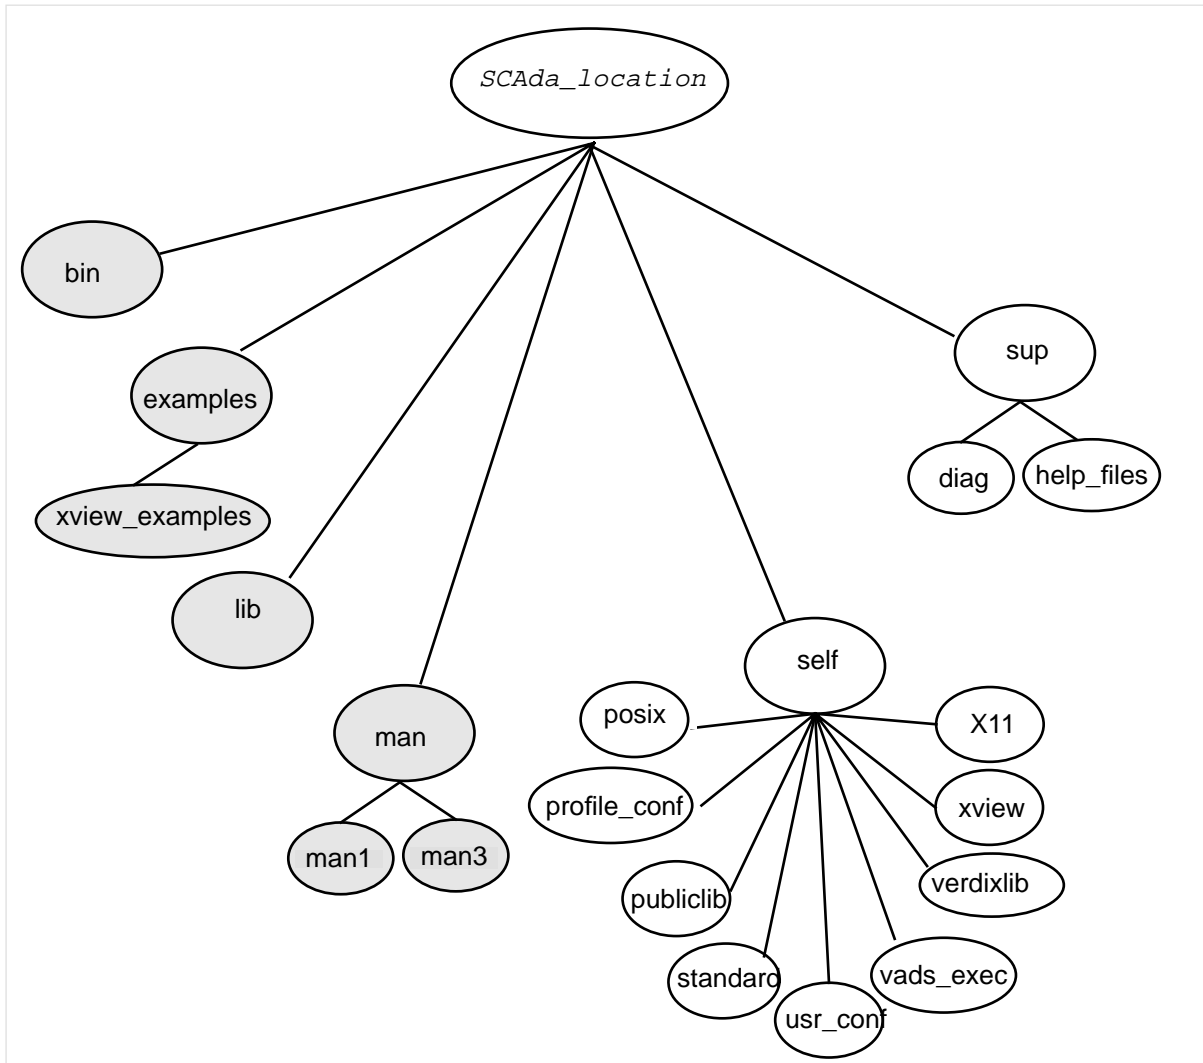 SCAda_location
bin
sup
examples
diag
help_files
xview_examples
lib
self
posix
X11
man
profile_conf
xview
man1
man3
verdixlib
publiclib
standard
vads_exec
usr_conf